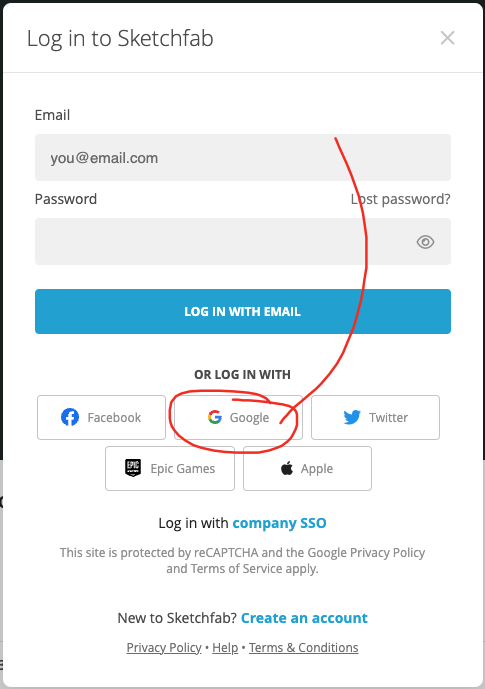 Log in to Sketchfab
Email
you@email.com
Password Lost password?
LOG IN WITH EMAIL
OR LOG IN WITH
Facebook Google Twitter
EPIC GAMES Epic Games Apple
Log in with company SSO
This site is protected by reCAPTCHA and the Google Privacy Policy
and Terms of Service apply.
New to Sketchfab? Create an account
Privacy Policy • Help • Terms & Conditions